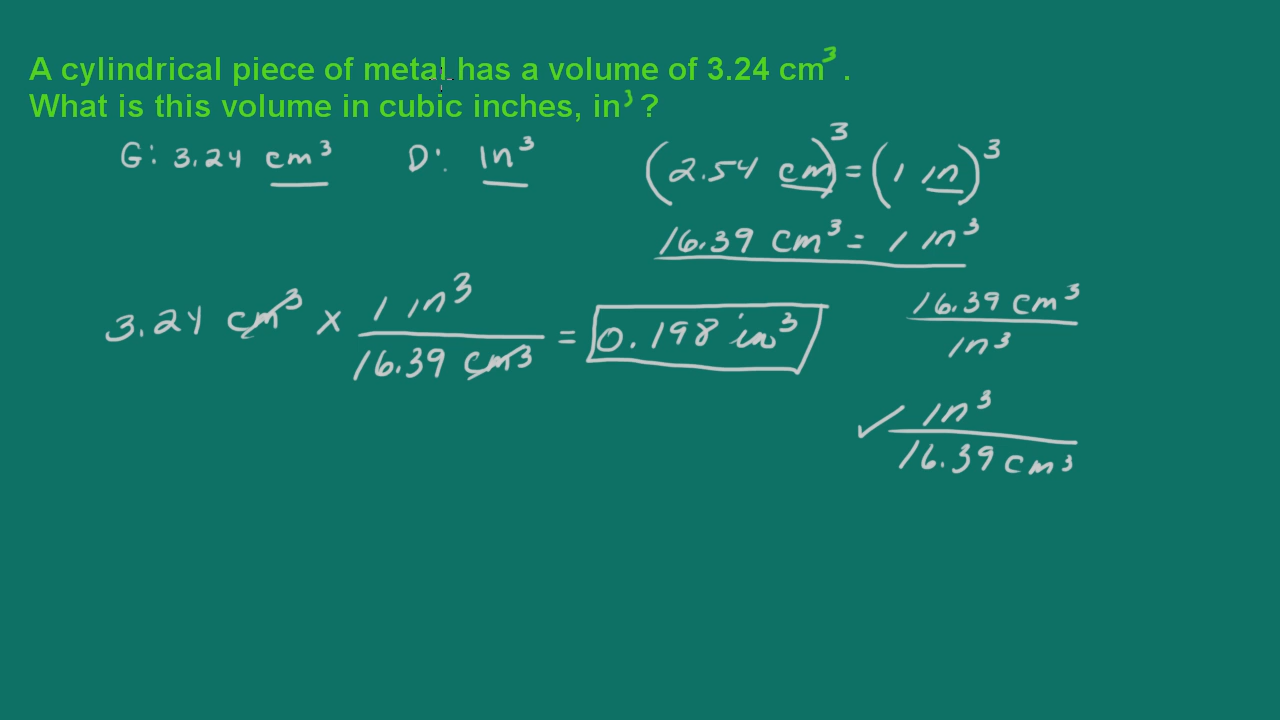 A cylindrical piece of metal has a volume of 3.24 cm³ .
What is this volume in cubic inches, in³ ?
G: 3.24 cm³ D: in³
(2.54 cm)³ = (1 in)³
16.39 cm³ = 1 in³
3.24 cm³ x 1 in³ / 16.39 cm³ = 0.198 in³
16.39 cm³ / in³
✓ in³ / 16.39 cm³